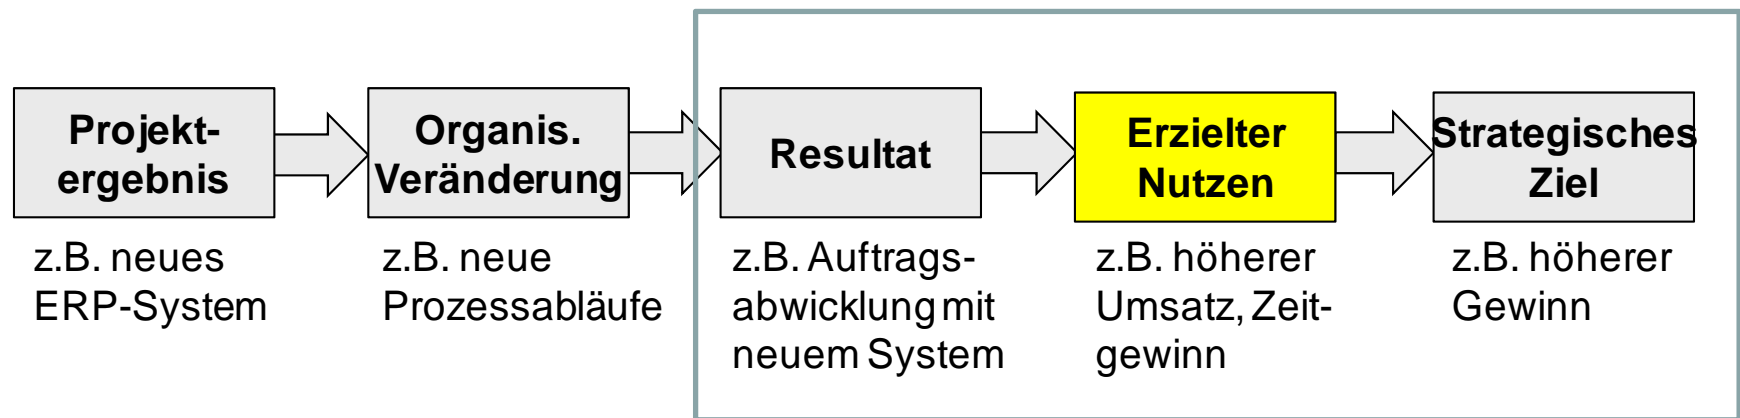 Projekt-
ergebnis
Organis.
Veränderung
Resultat
Erzielter
Nutzen
Strategisches
Ziel
z.B. neues
ERP-System
z.B. neue
Prozessabläufe
z.B. Auftrags-
abwicklung mit
neuem System
z.B. höherer
Umsatz, Zeit-
gewinn
z.B. höherer
Gewinn